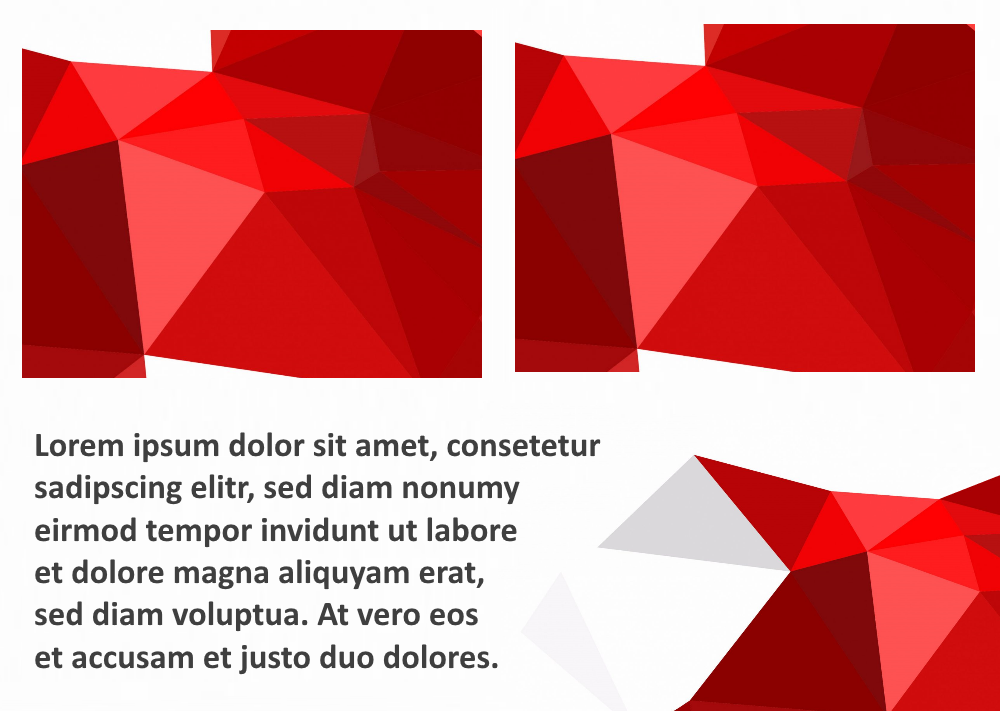 Lorem ipsum dolor sit amet, consetetur
sadipscing elitr, sed diam nonumy
eirmod tempor invidunt ut labore
et dolore magna aliquyam erat,
sed diam voluptua. At vero eos
et accusam et justo duo dolores.